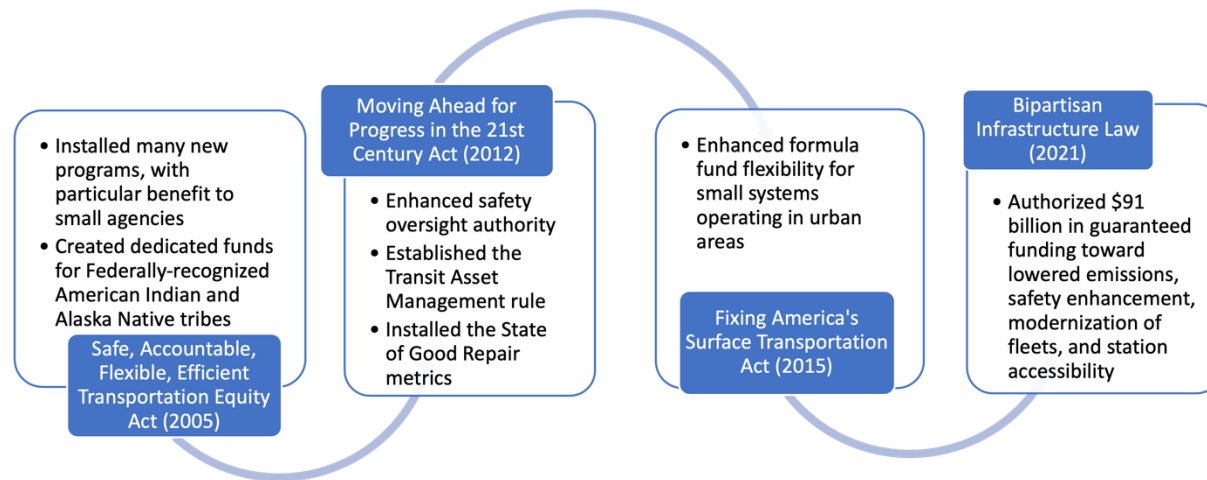 • Installed many new
programs, with
particular benefit to
small agencies
• Created dedicated funds
for Federally-recognized
American Indian and
Alaska Native tribes
Safe, Accountable,
Flexible, Efficient
Transportation Equity
Act (2005)
Moving Ahead for
Progress in the 21st
Century Act (2012)
• Enhanced safety
oversight authority
• Established the
Transit Asset
Management rule
• Installed the State
of Good Repair
metrics
• Enhanced formula
fund flexibility for
small systems
operating in urban
areas
Fixing America's
Surface Transportation
Act (2015)
Bipartisan
Infrastructure Law
(2021)
• Authorized $91
billion in guaranteed
funding toward
lowered emissions,
safety enhancement,
modernization of
fleets, and station
accessibility